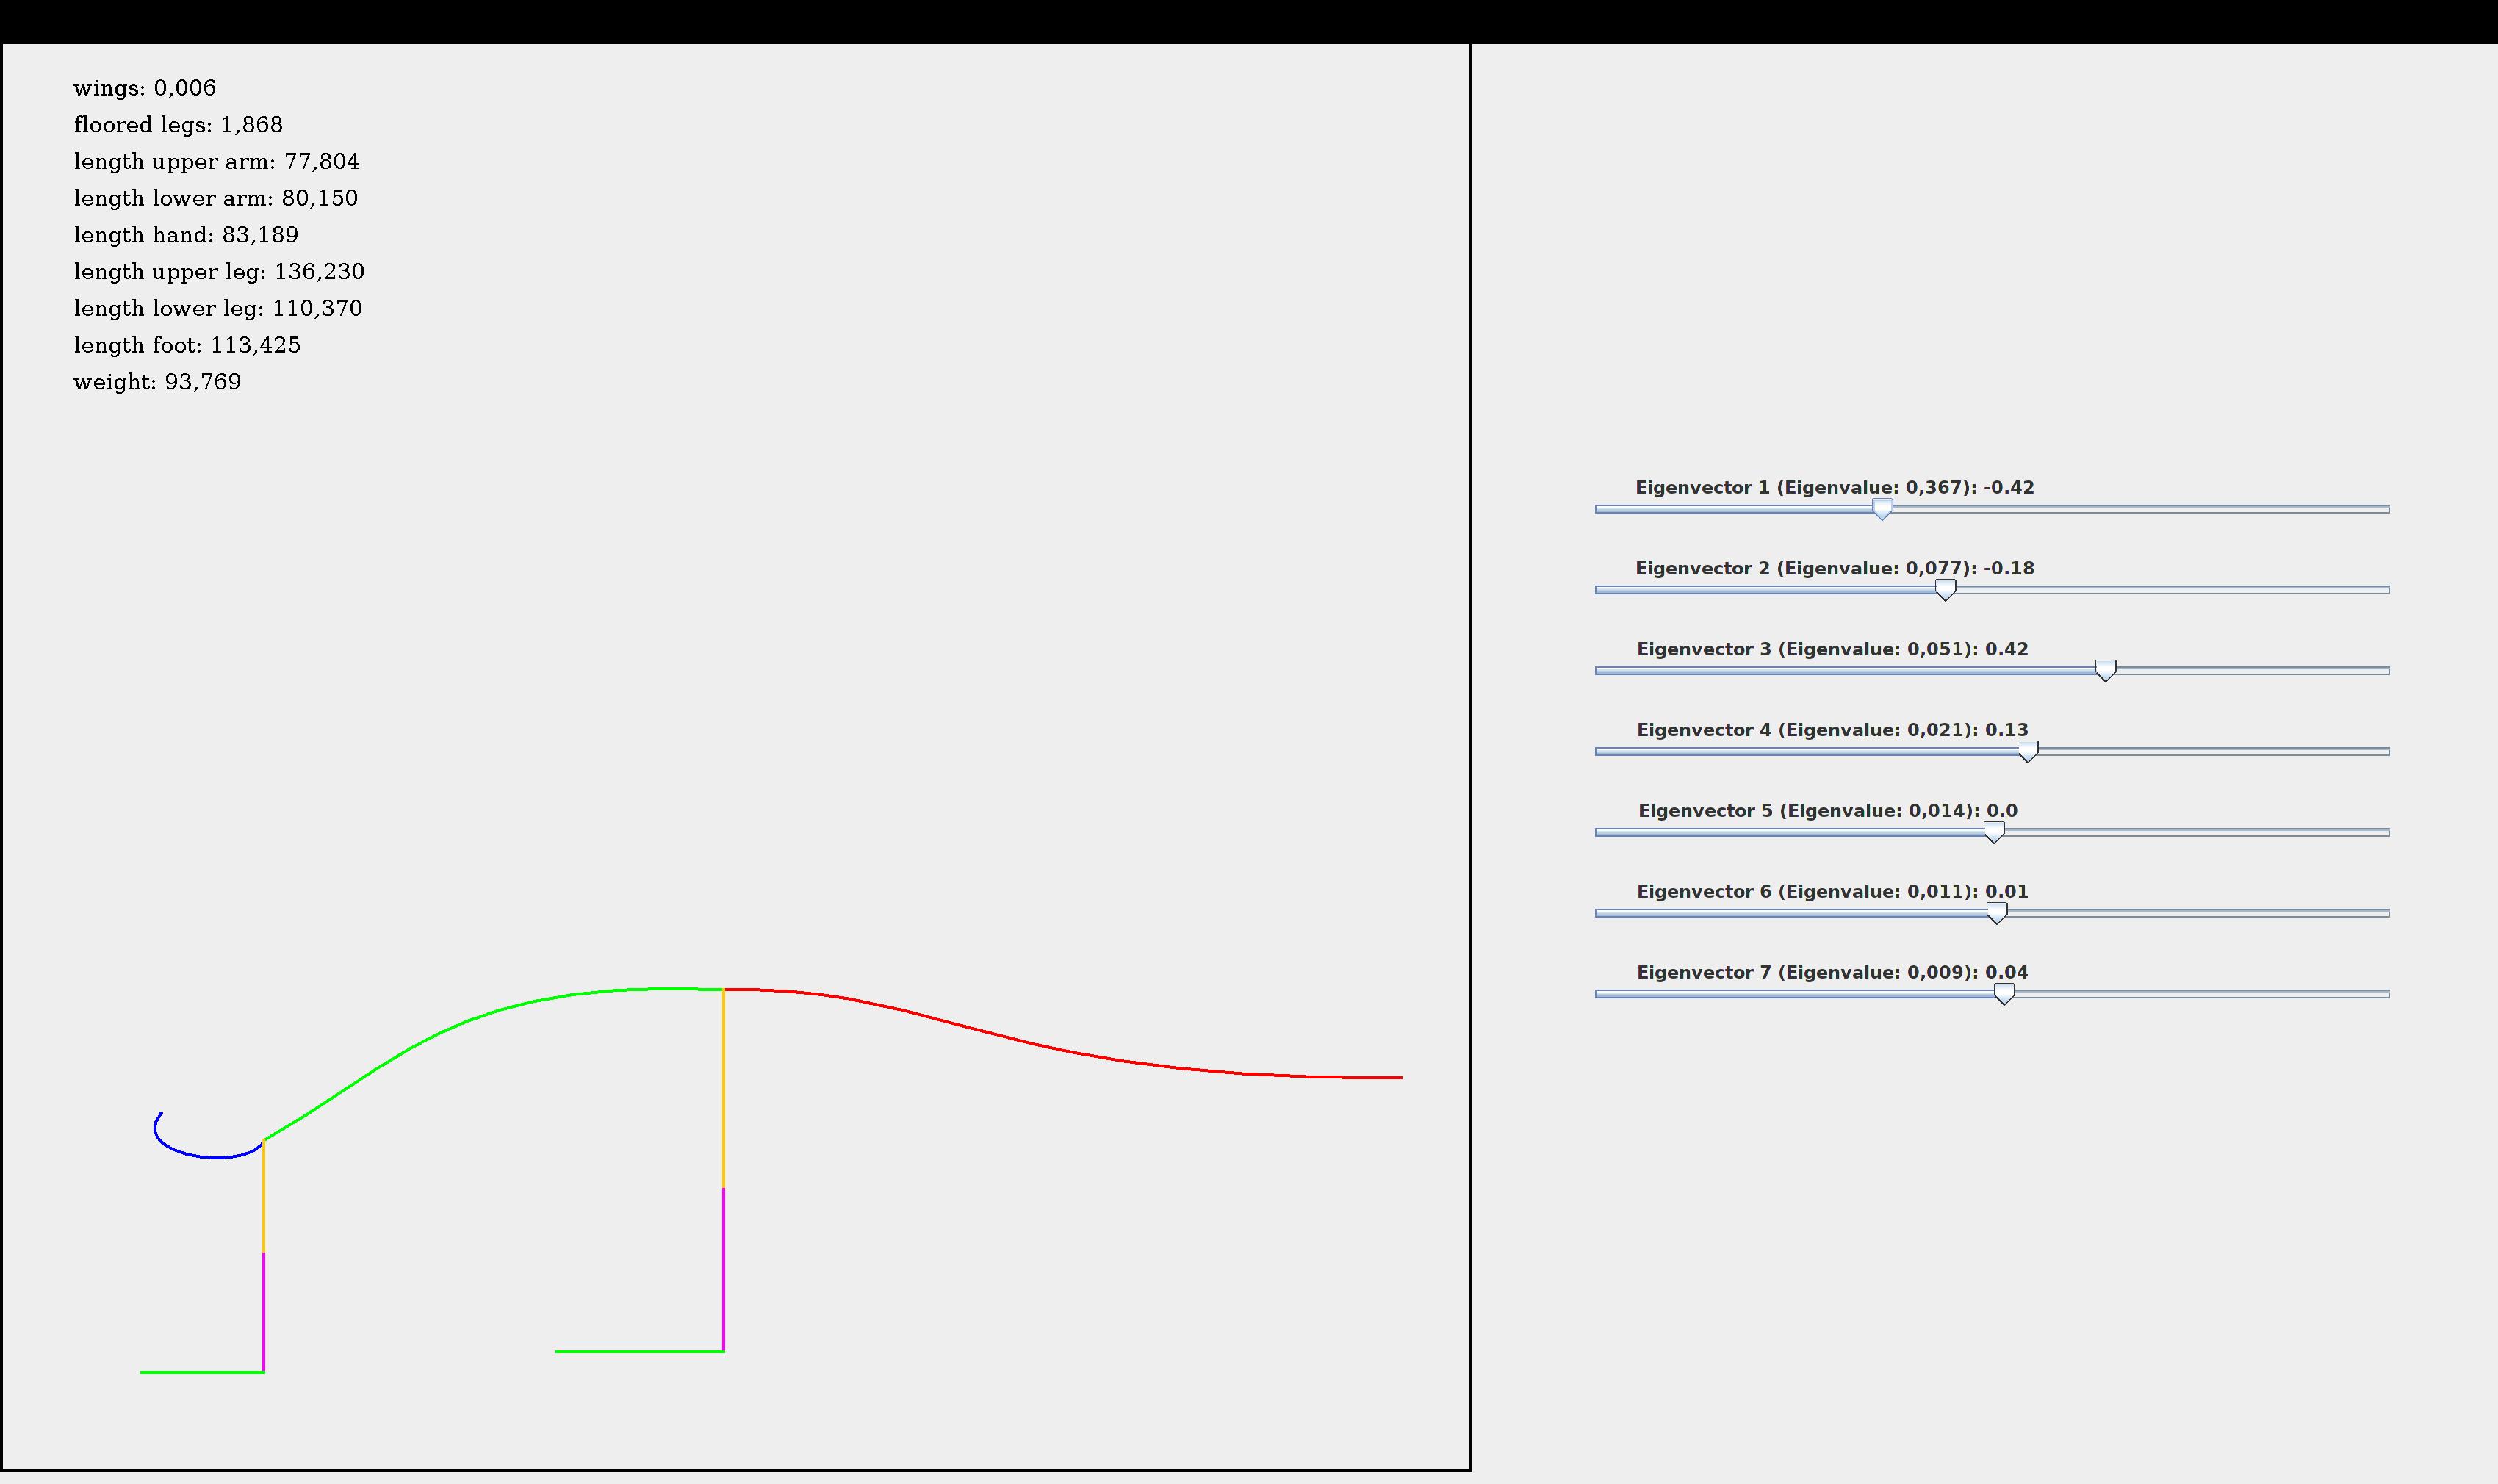 wings: 0,006
floored legs: 1,868
length upper arm: 77,804
length lower arm: 80,150
length hand: 83,189
length upper leg: 136,230
length lower leg: 110,370
length foot: 113,425
weight: 93,769
Eigenvector 1 (Eigenvalue: 0,367): -0.42
Eigenvector 2 (Eigenvalue: 0,077): -0.18
Eigenvector 3 (Eigenvalue: 0,051): 0.42
Eigenvector 4 (Eigenvalue: 0,021): 0.13
Eigenvector 5 (Eigenvalue: 0,014): 0.0
Eigenvector 6 (Eigenvalue: 0,011): 0.01
Eigenvector 7 (Eigenvalue: 0,009): 0.04